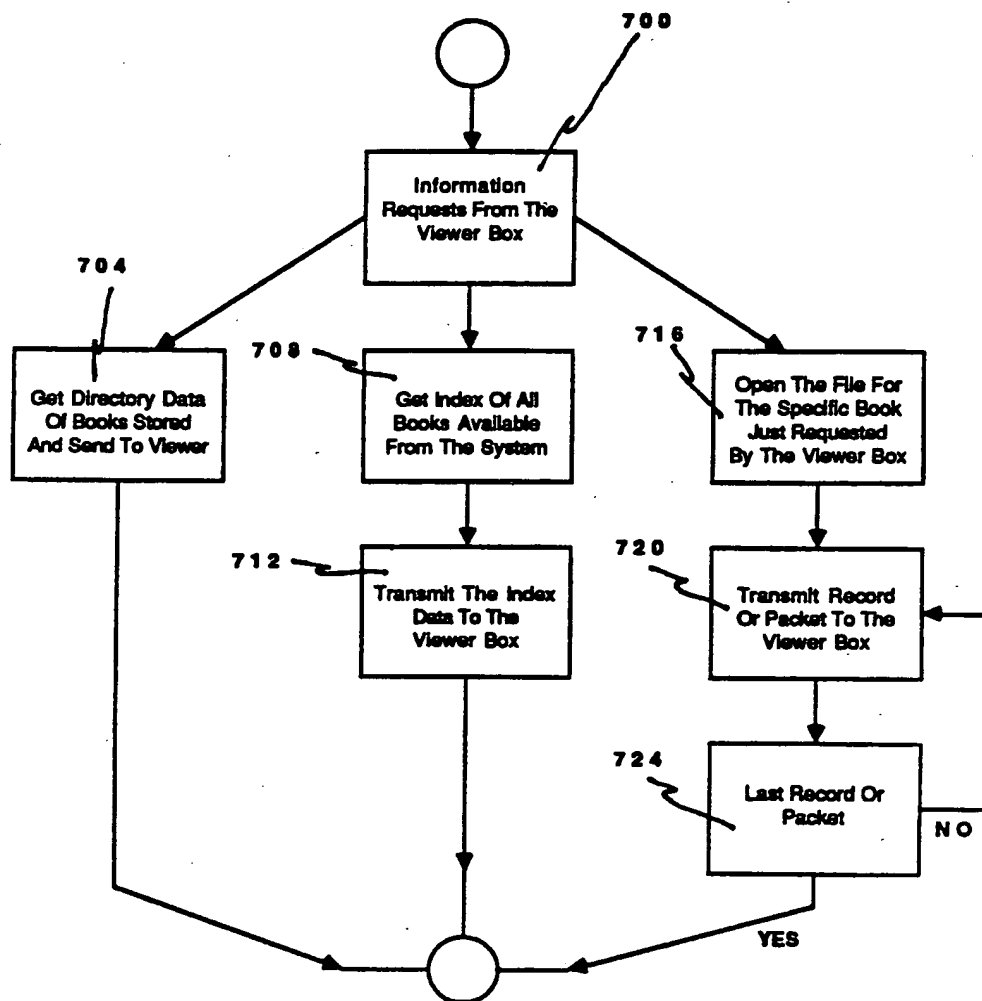 700
Information
Requests From The
Viewer Box
704
Get Directory Data
Of Books Stored
And Send To Viewer
708
Get Index Of All
Books Available
From The System
716
Open The File For
The Specific Book
Just Requested
By The Viewer Box
712
Transmit The Index
Data To The
Viewer Box
720
Transmit Record
Or Packet To The
Viewer Box
724
Last Record Or
Packet
NO
YES